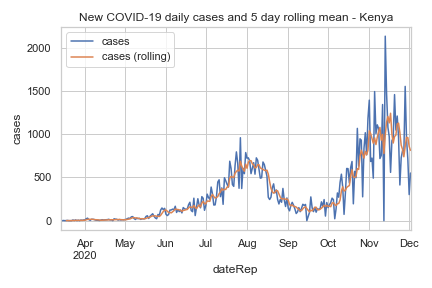 New COVID-19 daily cases and 5 day rolling mean - Kenya
cases
cases (rolling)
2000
1500
1000
500
0
cases
Apr
2020
May
Jun
Jul
Aug
Sep
Oct
Nov
Dec
dateRep